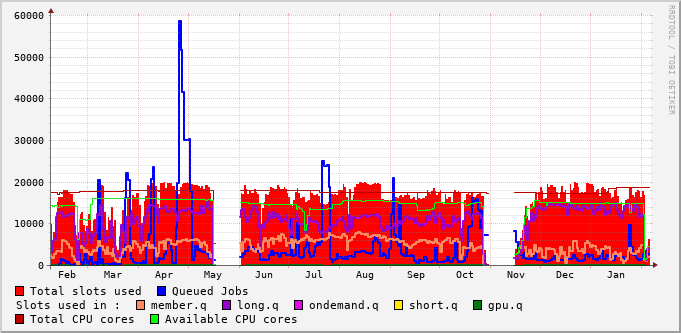 60000
50000
40000
30000
20000
10000
0
Feb Mar Apr May Jun Jul Aug Sep Oct Nov Dec Jan
RRDTOOL / TOBI OETIKER
Total slots used Queued Jobs
Slots used in : member.q long.q ondemand.q short.q gpu.q
Total CPU cores Available CPU cores